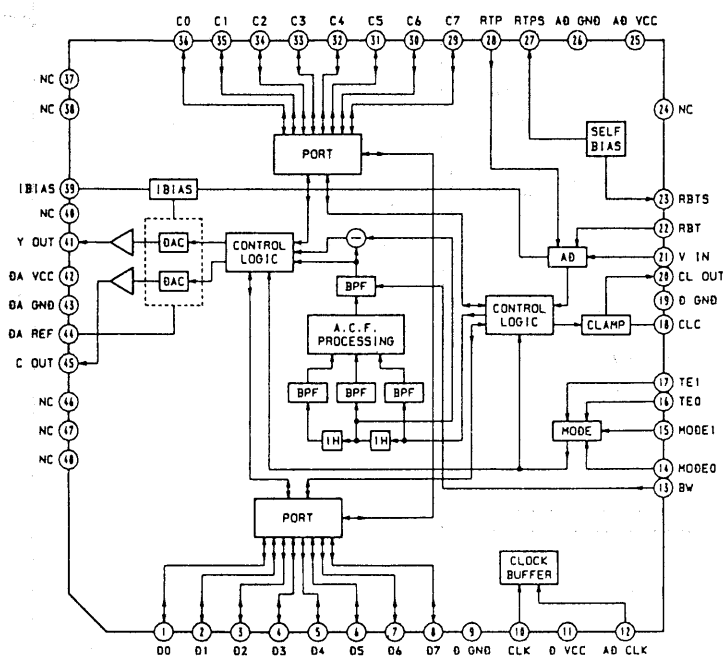 C0 C1 C2 C3 C4 C5 C6 C7 RTP RTPS AD GND AD VCC
36 35 34 33 32 31 30 29 28 27 26 25
37 NC
38 NC
24 NC
PORT
SELF
BIAS
IBIAS 39
IBIAS
23 RBTS
NC 40
22 RBT
Y OUT 41
DAC
CONTROL
LOGIC
−
AD
21 V IN
20 CL OUT
DA VCC 42
DAC
BPF
19 D GND
DA GND 43
CONTROL
LOGIC
CLAMP
18 CLC
DA REF 44
A.C.F.
PROCESSING
C OUT 45
17 TE1
BPF BPF BPF
NC 46
16 TE0
NC 47
1H 1H
MODE
15 MODE1
NC 48
14 MODE0
13 BW
PORT
CLOCK
BUFFER
1 2 3 4 5 6 7 8 9 10 11 12
D0 D1 D2 D3 D4 D5 D6 D7 D GND CLK D VCC AD CLK